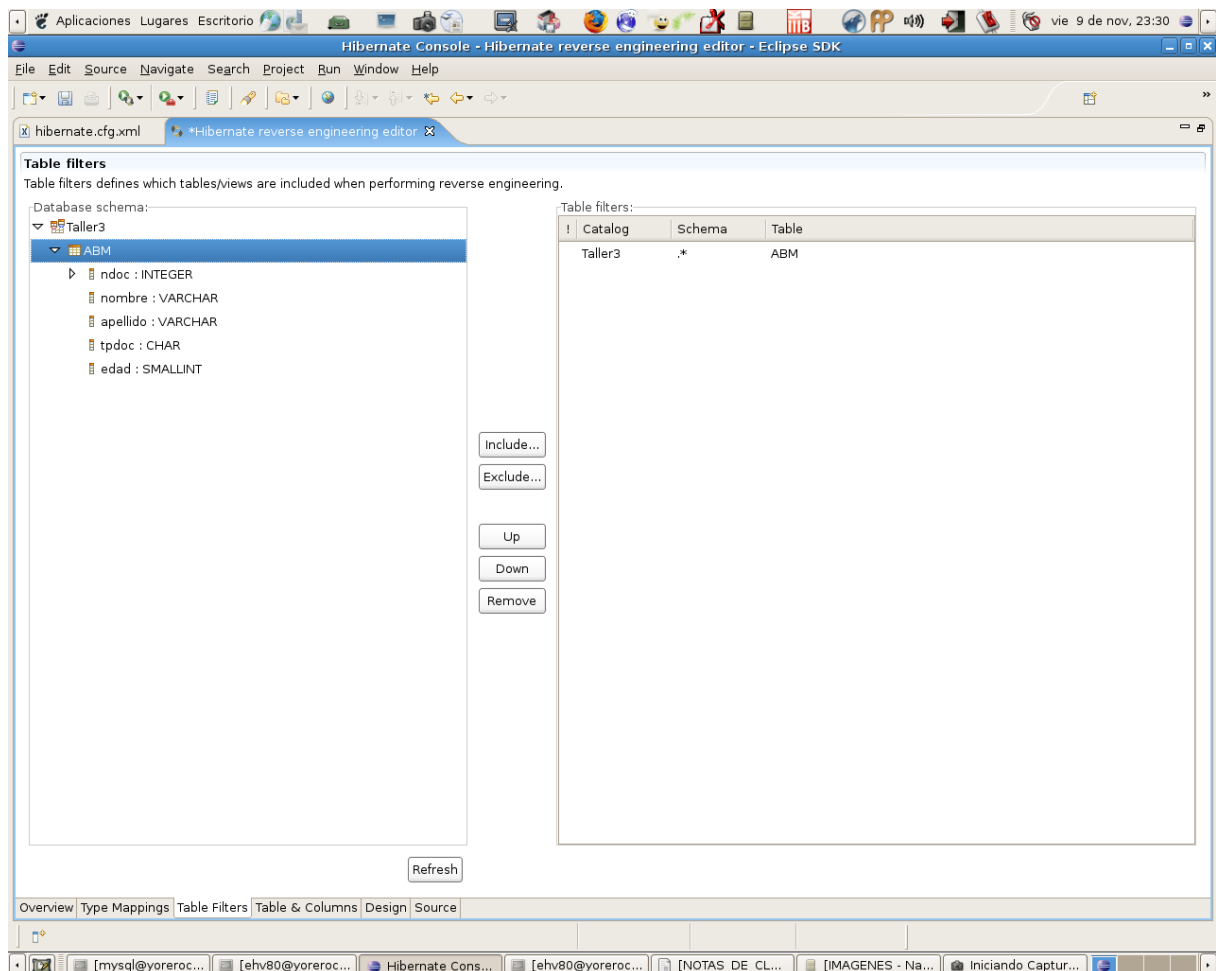 Aplicaciones Lugares Escritorio vie 9 de nov, 23:30
Hibernate Console - Hibernate reverse engineering editor - Eclipse SDK
File Edit Source Navigate Search Project Run Window Help
hibernate.cfg.xml *Hibernate reverse engineering editor
Table filters
Table filters defines which tables/views are included when performing reverse engineering.
Database schema:
Taller3
ABM
ndoc : INTEGER
nombre : VARCHAR
apellido : VARCHAR
tpdoc : CHAR
edad : SMALLINT
Include...
Exclude...
Up
Down
Remove
Table filters:
! Catalog Schema Table
Taller3 .* ABM
Refresh
Overview Type Mappings Table Filters Table & Columns Design Source
[mysql@yoreroc... [ehv80@yoreroc... Hibernate Cons... [ehv80@yoreroc... [NOTAS DE CL... [IMAGENES - Na... Iniciando Captur...